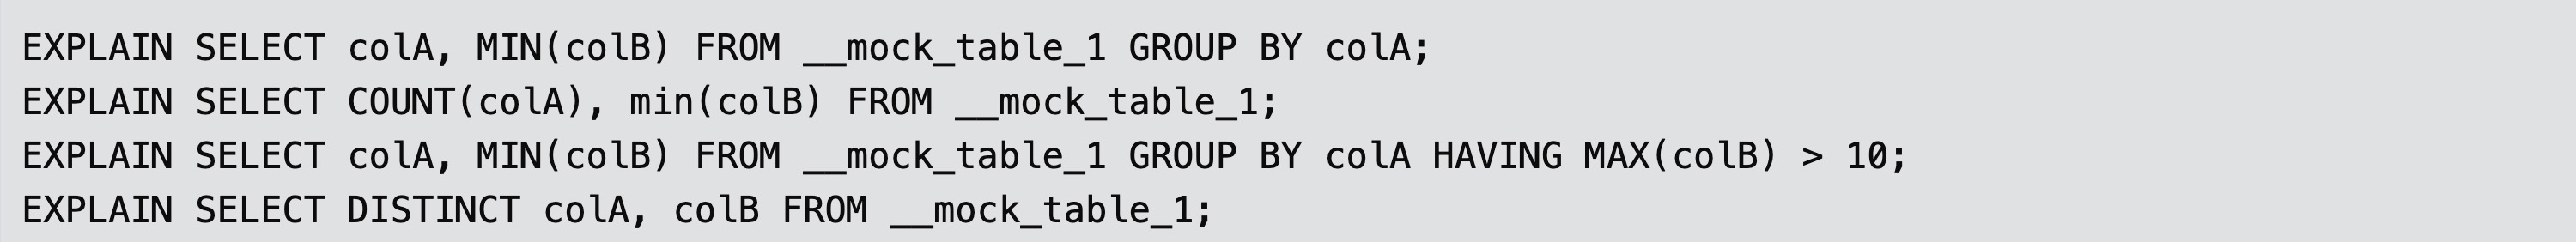 EXPLAIN SELECT colA, MIN(colB) FROM __mock_table_1 GROUP BY colA;
EXPLAIN SELECT COUNT(colA), min(colB) FROM __mock_table_1;
EXPLAIN SELECT colA, MIN(colB) FROM __mock_table_1 GROUP BY colA HAVING MAX(colB) > 10;
EXPLAIN SELECT DISTINCT colA, colB FROM __mock_table_1;